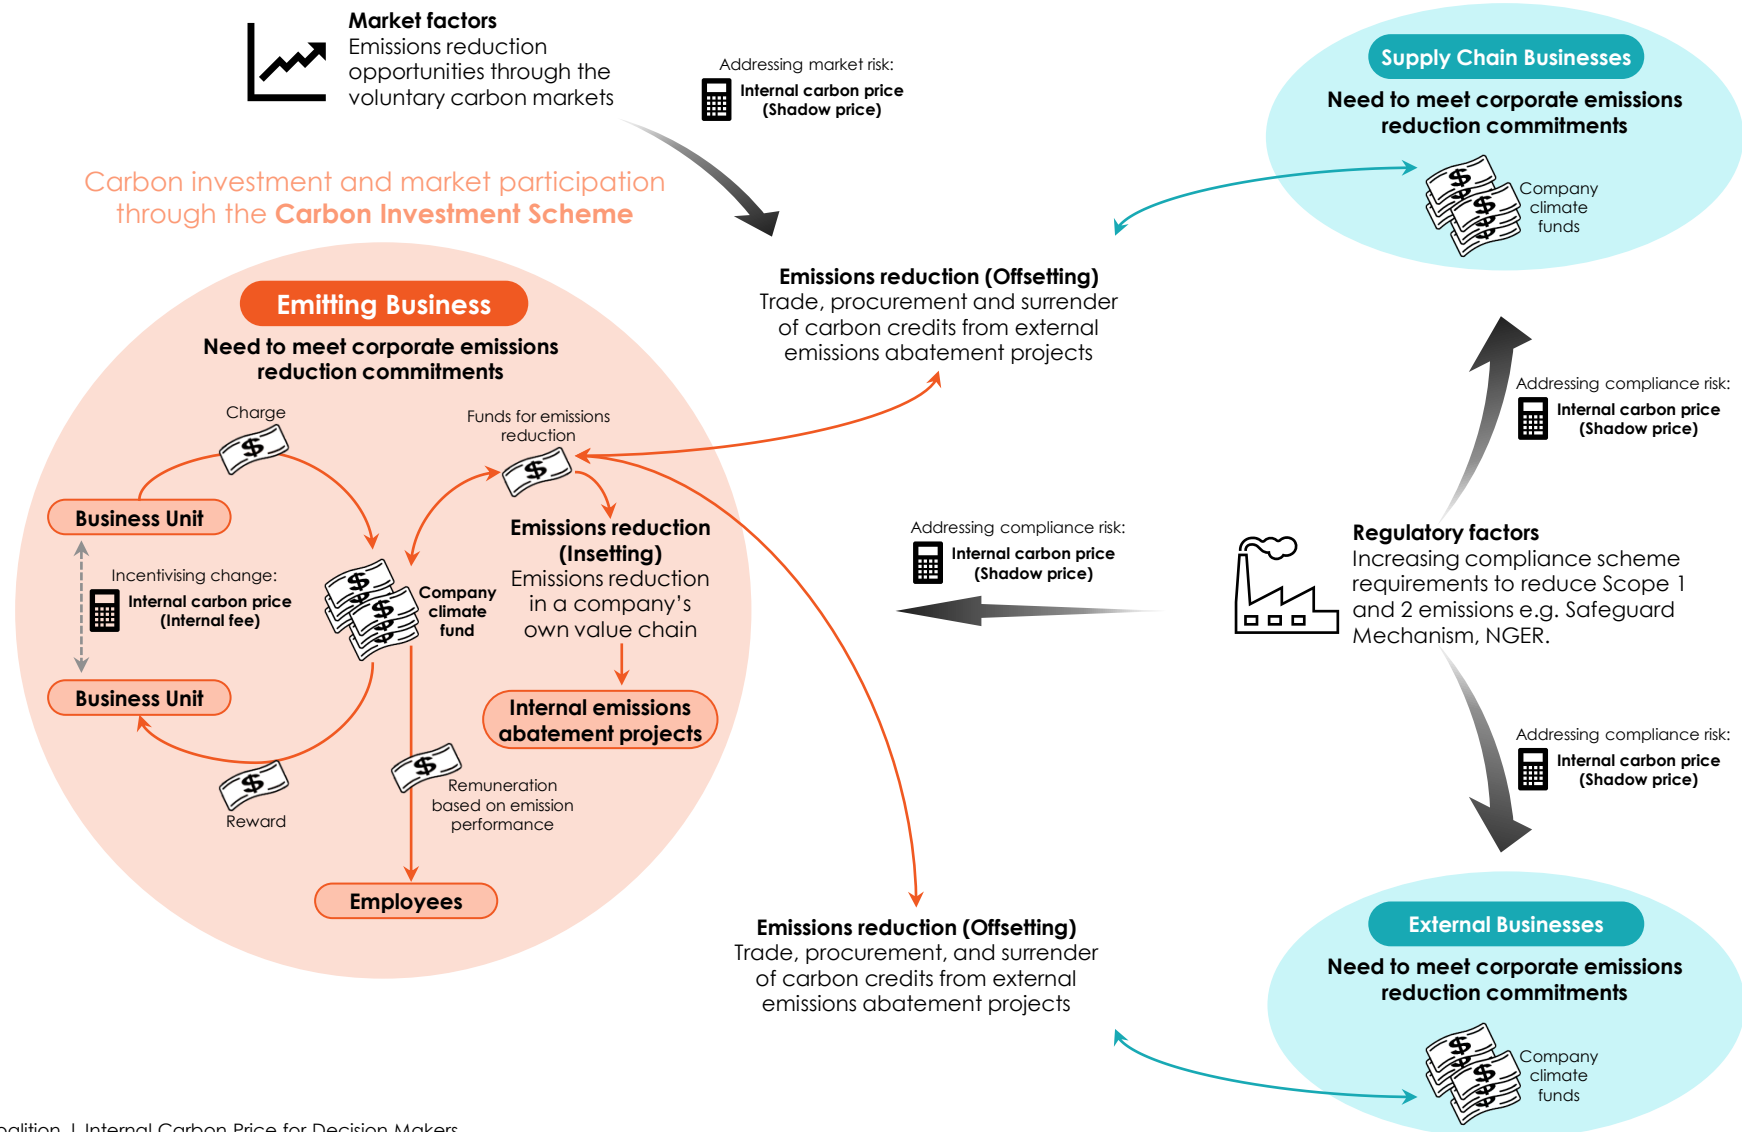 Market factors
Emissions reduction
opportunities through the
voluntary carbon markets
Addressing market risk:
Internal carbon price
(Shadow price)
Supply Chain Businesses
Need to meet corporate emissions
reduction commitments
Company
climate
funds
Carbon investment and market participation
through the Carbon Investment Scheme
Emitting Business
Need to meet corporate emissions
reduction commitments
Charge
$
Funds for emissions
reduction
$
Business Unit
Incentivising change:
Internal carbon price
(Internal fee)
Business Unit
$
$
Company
climate
fund
Emissions reduction
(Insetting)
Emissions reduction
in a company’s
own value chain
Internal emissions
abatement projects
$
Reward
$
Remuneration
based on emission
performance
Employees
Emissions reduction (Offsetting)
Trade, procurement and surrender
of carbon credits from external
emissions abatement projects
$
$
Addressing compliance risk:
Internal carbon price
(Shadow price)
Addressing compliance risk:
Internal carbon price
(Shadow price)
Regulatory factors
Increasing compliance scheme
requirements to reduce Scope 1
and 2 emissions e.g. Safeguard
Mechanism, NGER.
Addressing compliance risk:
Internal carbon price
(Shadow price)
Emissions reduction (Offsetting)
Trade, procurement, and surrender
of carbon credits from external
emissions abatement projects
External Businesses
Need to meet corporate emissions
reduction commitments
$
$
Company
climate
funds
| Internal Carbon Price for Decision Makers